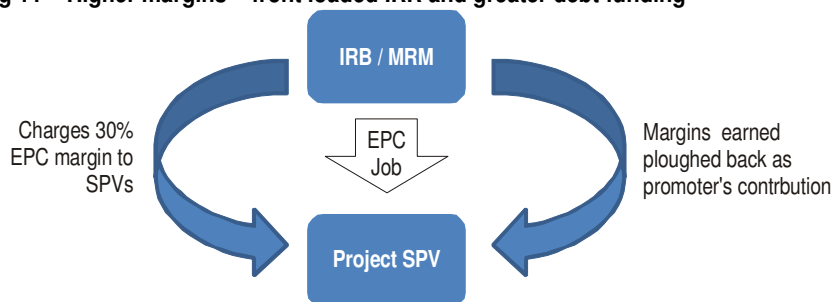 Higher margins front loaded IRR and greater debt funding
IRB / MRM
Charges 30%
EPC margin to
SPVs
EPC
Job
Margins earned
ploughed back as
promoter's contrbution
Project SPV